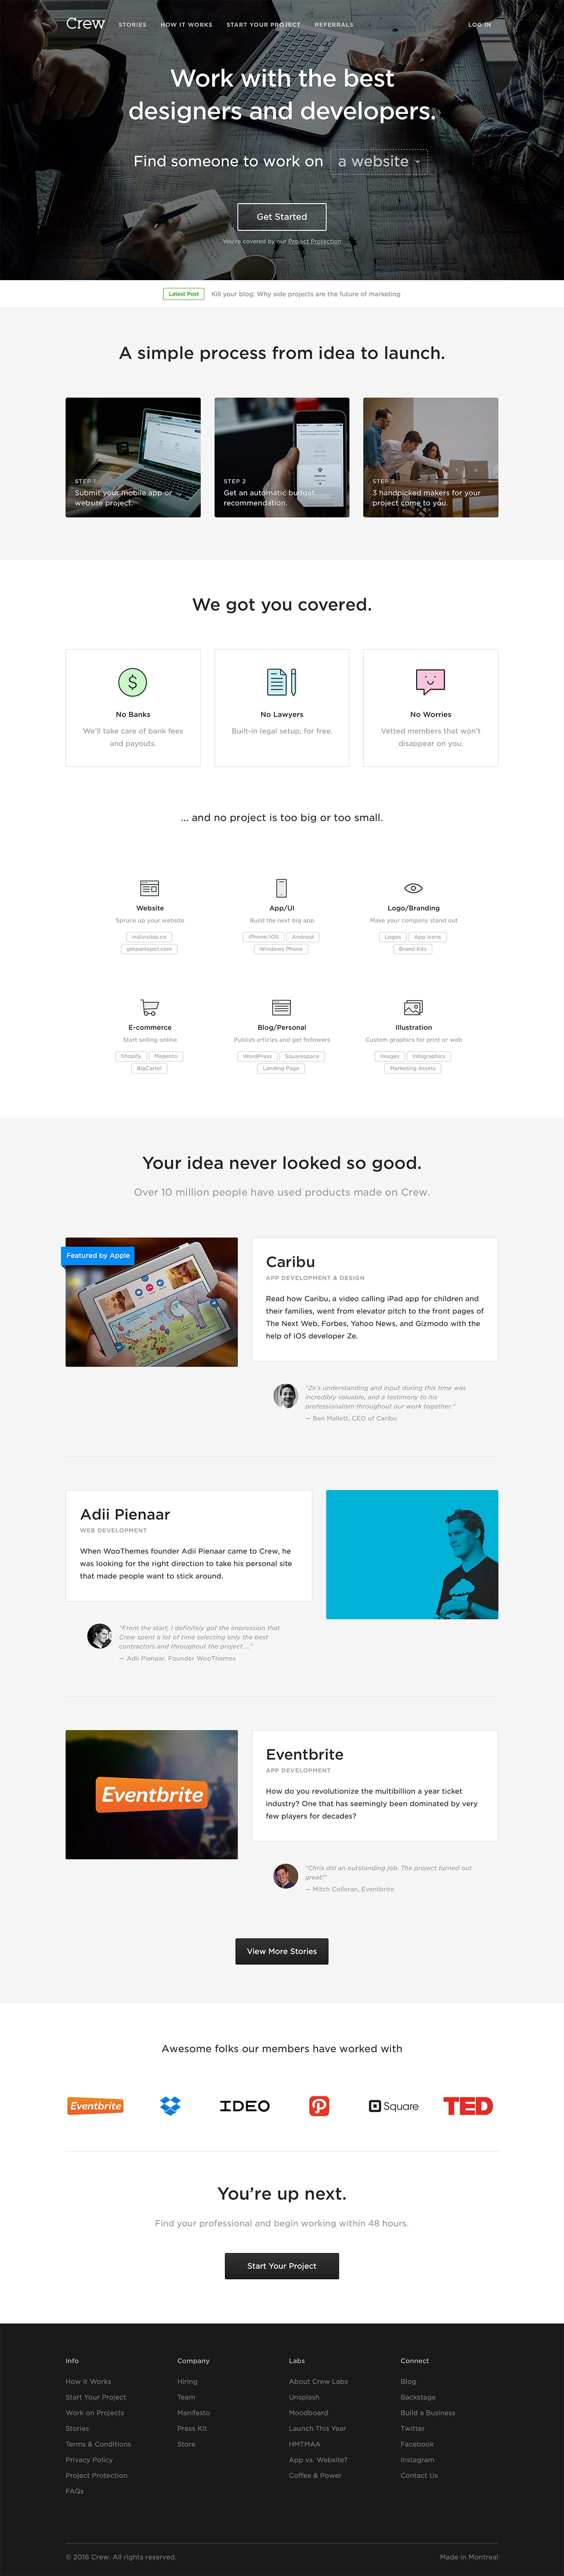 Crew STORIES HOW IT WORKS START YOUR PROJECT REFERRALS LOG IN
Work with the best
designers and developers.
Find someone to work on a website
Get Started
You're covered by our Project Protection
Latest Post Kill your blog: Why side projects are the future of marketing
A simple process from idea to launch.
STEP 1
Submit your mobile app or
website project.
STEP 2
Get an automatic budget
recommendation.
STEP 3
3 handpicked makers for your
project come to you.
We got you covered.
No Banks
We'll take care of bank fees
and payouts.
No Lawyers
Built-in legal setup, for free.
No Worries
Vetted members that won't
disappear on you.
... and no project is too big or too small.
Website
Spruce up your website
indivisible.co
getparkspot.com
App/UI
Build the next big app
iPhone/iOS Android
Windows Phone
Logo/Branding
Make your company stand out
Logos App Icons
Brand Kits
E-commerce
Start selling online
Shopify Magento
BigCartel
Blog/Personal
Publish articles and get followers
WordPress Squarespace
Landing Page
Illustration
Custom graphics for print or web
Images Infographics
Marketing Assets
Your idea never looked so good.
Over 10 million people have used products made on Crew.
Featured by Apple
Caribu
APP DEVELOPMENT & DESIGN
Read how Caribu, a video calling iPad app for children and
their families, went from elevator pitch to the front pages of
The Next Web, Forbes, Yahoo News, and Gizmodo with the
help of iOS developer Ze.
"Ze's understanding and input during this time was
incredibly valuable, and a testimony to his
professionalism throughout our work together."
— Ben Mallett, CEO of Caribu
Adii Pienaar
WEB DEVELOPMENT
When WooThemes founder Adii Pienaar came to Crew, he
was looking for the right direction to take his personal site
that made people want to stick around.
"From the start, I definitely got the impression that
Crew spent a lot of time selecting only the best
contractors and throughout the project ..."
— Adii Pienaar, Founder WooThemes
Eventbrite
Eventbrite
APP DEVELOPMENT
How do you revolutionize the multibillion a year ticket
industry? One that has seemingly been dominated by very
few players for decades?
"Chris did an outstanding job. The project turned out
great!"
— Mitch Colleran, Eventbrite
View More Stories
Awesome folks our members have worked with
Eventbrite IDEO Square TED
You're up next.
Find your professional and begin working within 48 hours.
Start Your Project
Info
How it Works
Start Your Project
Work on Projects
Stories
Terms & Conditions
Privacy Policy
Project Protection
FAQs
Company
Hiring
Team
Manifesto
Press Kit
Store
Labs
About Crew Labs
Unsplash
Moodboard
Launch This Year
HMTMAA
App vs. Website?
Coffee & Power
Connect
Blog
Backstage
Build a Business
Twitter
Facebook
Instagram
Contact Us
© 2016 Crew. All rights reserved. Made in Montreal